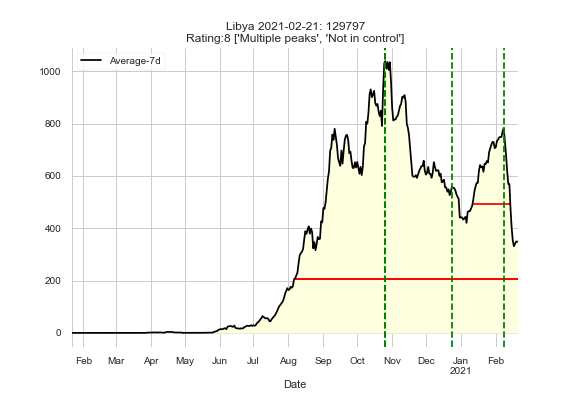 Libya 2021-02-21: 129797
Rating:8 ['Multiple peaks', 'Not in control']
Average-7d
1000
800
600
400
200
0
Feb Mar Apr May Jun Jul Aug Sep Oct Nov Dec Jan Feb
2021
Date